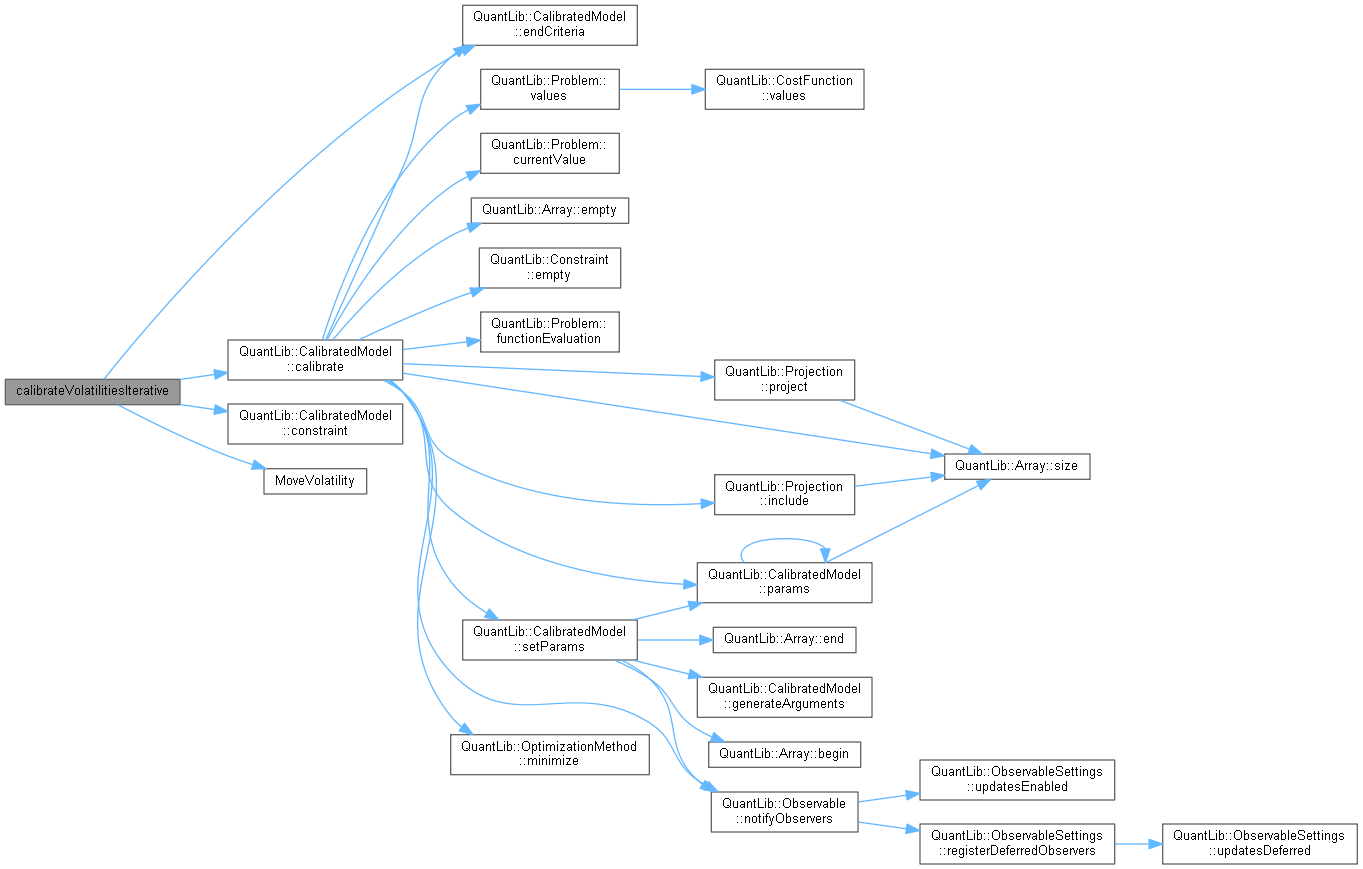 QuantLib::CalibratedModel
::endCriteria
QuantLib::Problem::
values
QuantLib::CostFunction
::values
QuantLib::Problem::
currentValue
QuantLib::Array::empty
QuantLib::Constraint
::empty
QuantLib::Problem::
functionEvaluation
QuantLib::CalibratedModel
::calibrate
QuantLib::Projection
::project
calibrateVolatilitiesIterative
QuantLib::CalibratedModel
::constraint
QuantLib::Array::size
MoveVolatility
QuantLib::Projection
::include
QuantLib::CalibratedModel
::params
QuantLib::CalibratedModel
::setParams
QuantLib::Array::end
QuantLib::CalibratedModel
::generateArguments
QuantLib::OptimizationMethod
::minimize
QuantLib::Array::begin
QuantLib::ObservableSettings
::updatesEnabled
QuantLib::Observable
::notifyObservers
QuantLib::ObservableSettings
::registerDeferredObservers
QuantLib::ObservableSettings
::updatesDeferred